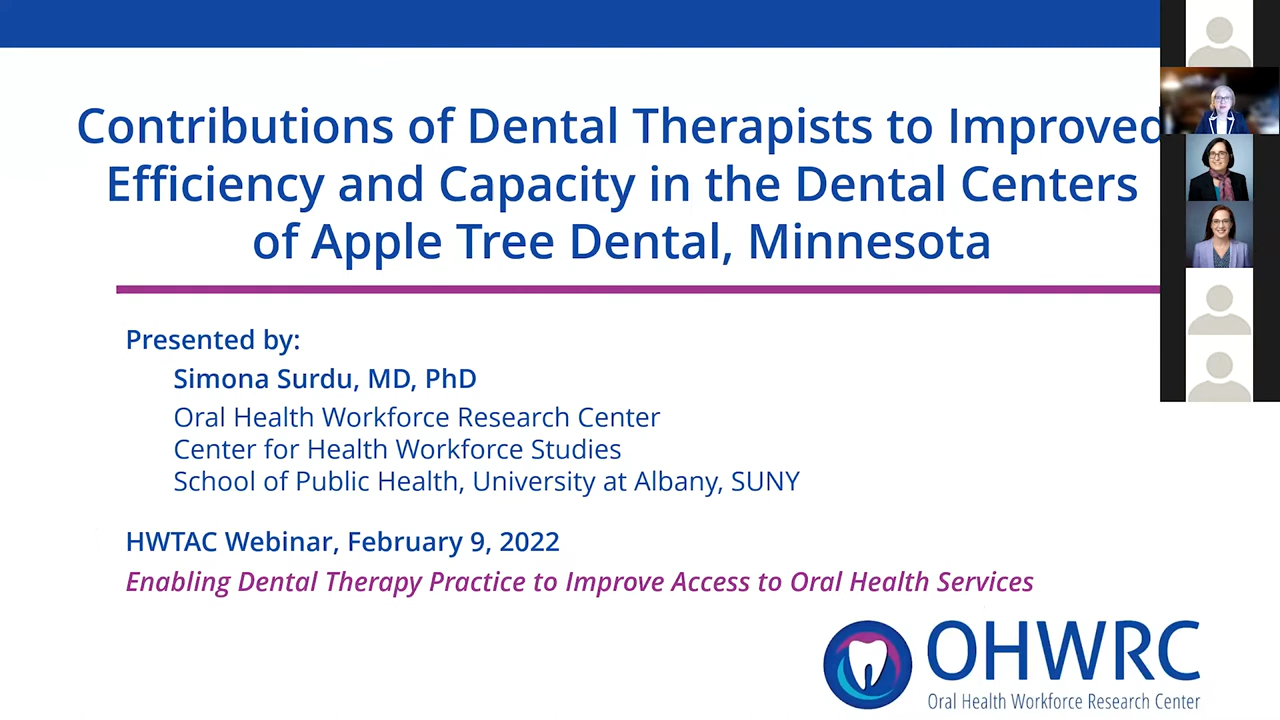 Contributions of Dental Therapists to Improved
Efficiency and Capacity in the Dental Centers
of Apple Tree Dental, Minnesota
Presented by:
Simona Surdu, MD, PhD
Oral Health Workforce Research Center
Center for Health Workforce Studies
School of Public Health, University at Albany, SUNY
HWTAC Webinar, February 9, 2022
Enabling Dental Therapy Practice to Improve Access to Oral Health Services
OHWRC
Oral Health Workforce Research Center